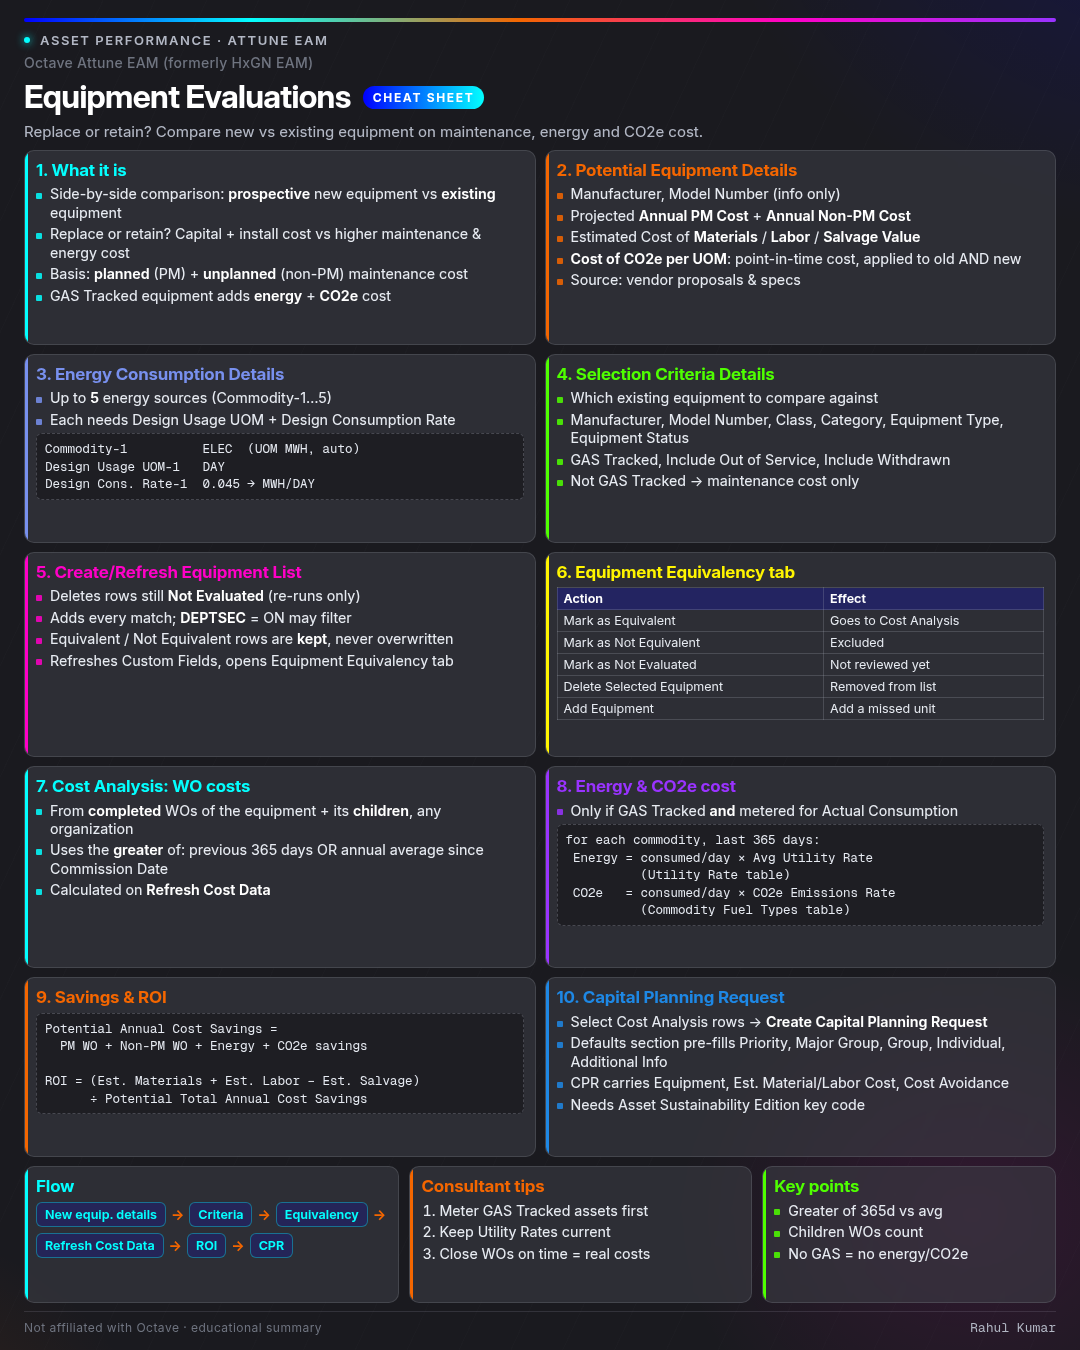 ASSET PERFORMANCE · ATTUNE EAM
Octave Attune EAM (formerly HxGN EAM)
Equipment Evaluations CHEAT SHEET
Replace or retain? Compare new vs existing equipment on maintenance, energy and CO2e cost.
1. What it is
Side-by-side comparison: prospective new equipment vs existing
equipment
Replace or retain? Capital + install cost vs higher maintenance &
energy cost
Basis: planned (PM) + unplanned (non-PM) maintenance cost
GAS Tracked equipment adds energy + CO2e cost
2. Potential Equipment Details
Manufacturer, Model Number (info only)
Projected Annual PM Cost + Annual Non-PM Cost
Estimated Cost of Materials / Labor / Salvage Value
Cost of CO2e per UOM: point-in-time cost, applied to old AND new
Source: vendor proposals & specs
3. Energy Consumption Details
Up to 5 energy sources (Commodity-1...5)
Each needs Design Usage UOM + Design Consumption Rate
Commodity-1 ELEC (UOM MWH, auto)
Design Usage UOM-1 DAY
Design Cons. Rate-1 0.045 → MWH/DAY
4. Selection Criteria Details
Which existing equipment to compare against
Manufacturer, Model Number, Class, Category, Equipment Type,
Equipment Status
GAS Tracked, Include Out of Service, Include Withdrawn
Not GAS Tracked → maintenance cost only
5. Create/Refresh Equipment List
Deletes rows still Not Evaluated (re-runs only)
Adds every match; DEPTSEC = ON may filter
Equivalent / Not Equivalent rows are kept, never overwritten
Refreshes Custom Fields, opens Equipment Equivalency tab
6. Equipment Equivalency tab
Action Effect
Mark as Equivalent Goes to Cost Analysis
Mark as Not Equivalent Excluded
Mark as Not Evaluated Not reviewed yet
Delete Selected Equipment Removed from list
Add Equipment Add a missed unit
7. Cost Analysis: WO costs
From completed WOs of the equipment + its children, any
organization
Uses the greater of: previous 365 days OR annual average since
Commission Date
Calculated on Refresh Cost Data
8. Energy & CO2e cost
Only if GAS Tracked and metered for Actual Consumption
for each commodity, last 365 days:
Energy = consumed/day × Avg Utility Rate
(Utility Rate table)
CO2e = consumed/day × CO2e Emissions Rate
(Commodity Fuel Types table)
9. Savings & ROI
Potential Annual Cost Savings =
PM WO + Non-PM WO + Energy + CO2e savings
ROI = (Est. Materials + Est. Labor – Est. Salvage)
÷ Potential Total Annual Cost Savings
10. Capital Planning Request
Select Cost Analysis rows → Create Capital Planning Request
Defaults section pre-fills Priority, Major Group, Group, Individual,
Additional Info
CPR carries Equipment, Est. Material/Labor Cost, Cost Avoidance
Needs Asset Sustainability Edition key code
Flow
New equip. details → Criteria → Equivalency →
Refresh Cost Data → ROI → CPR
Consultant tips
1. Meter GAS Tracked assets first
2. Keep Utility Rates current
3. Close WOs on time = real costs
Key points
Greater of 365d vs avg
Children WOs count
No GAS = no energy/CO2e
Not affiliated with Octave · educational summary
Rahul Kumar